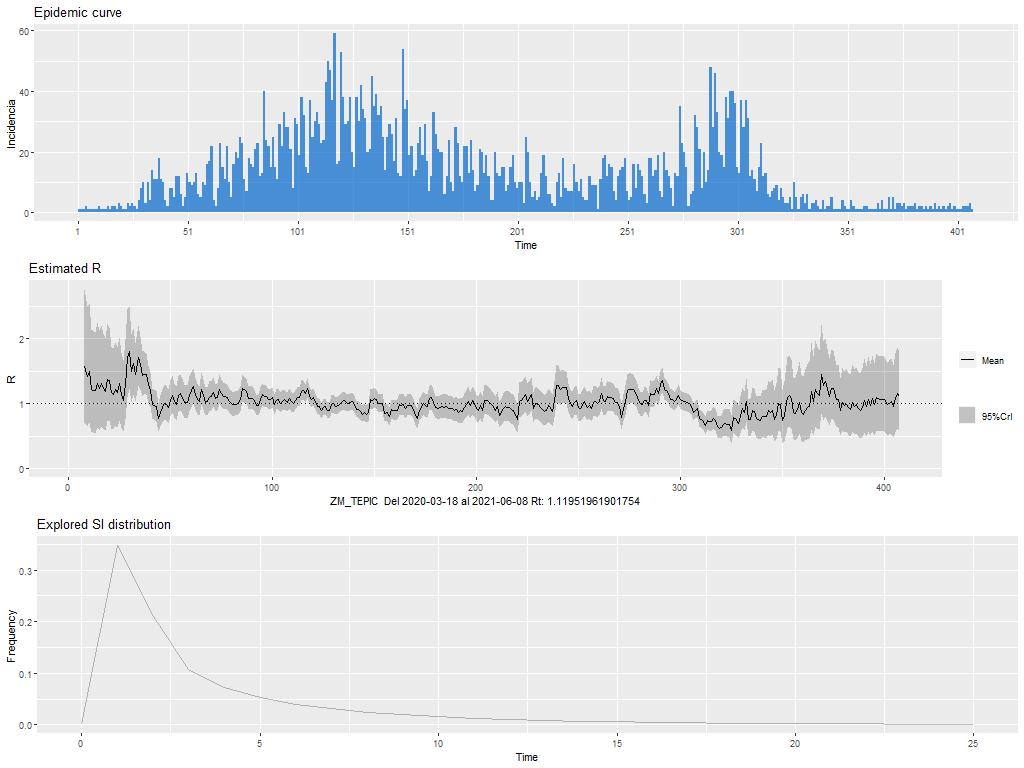 Epidemic curve
60
40
20
0
Incidencia
1 51 101 151 201 251 301 351 401
Time
Estimated R
2
1
0
R
0 100 200 300 400
ZM_TEPIC Del 2020-03-18 al 2021-06-08 Rt: 1.11951961901754
Mean
95%CrI
Explored SI distribution
0.3
0.2
0.1
0.0
Frequency
0 5 10 15 20 25
Time